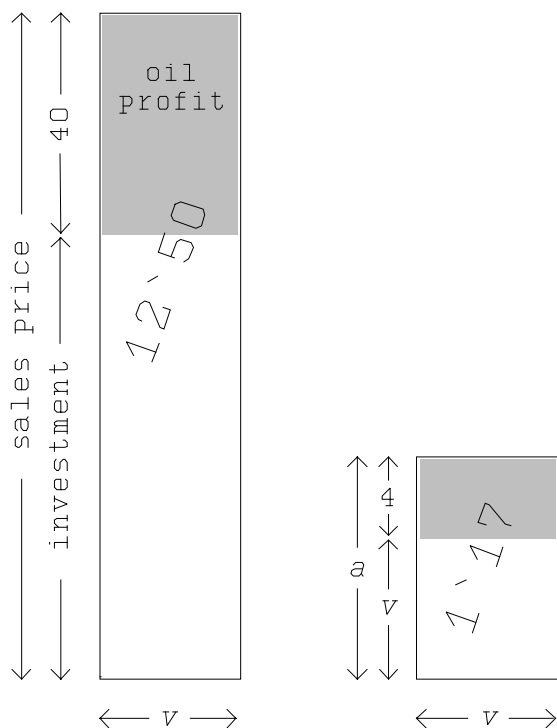 sales price
investment
40
oil
profit
12`50
v
a
4
v
1`17
v